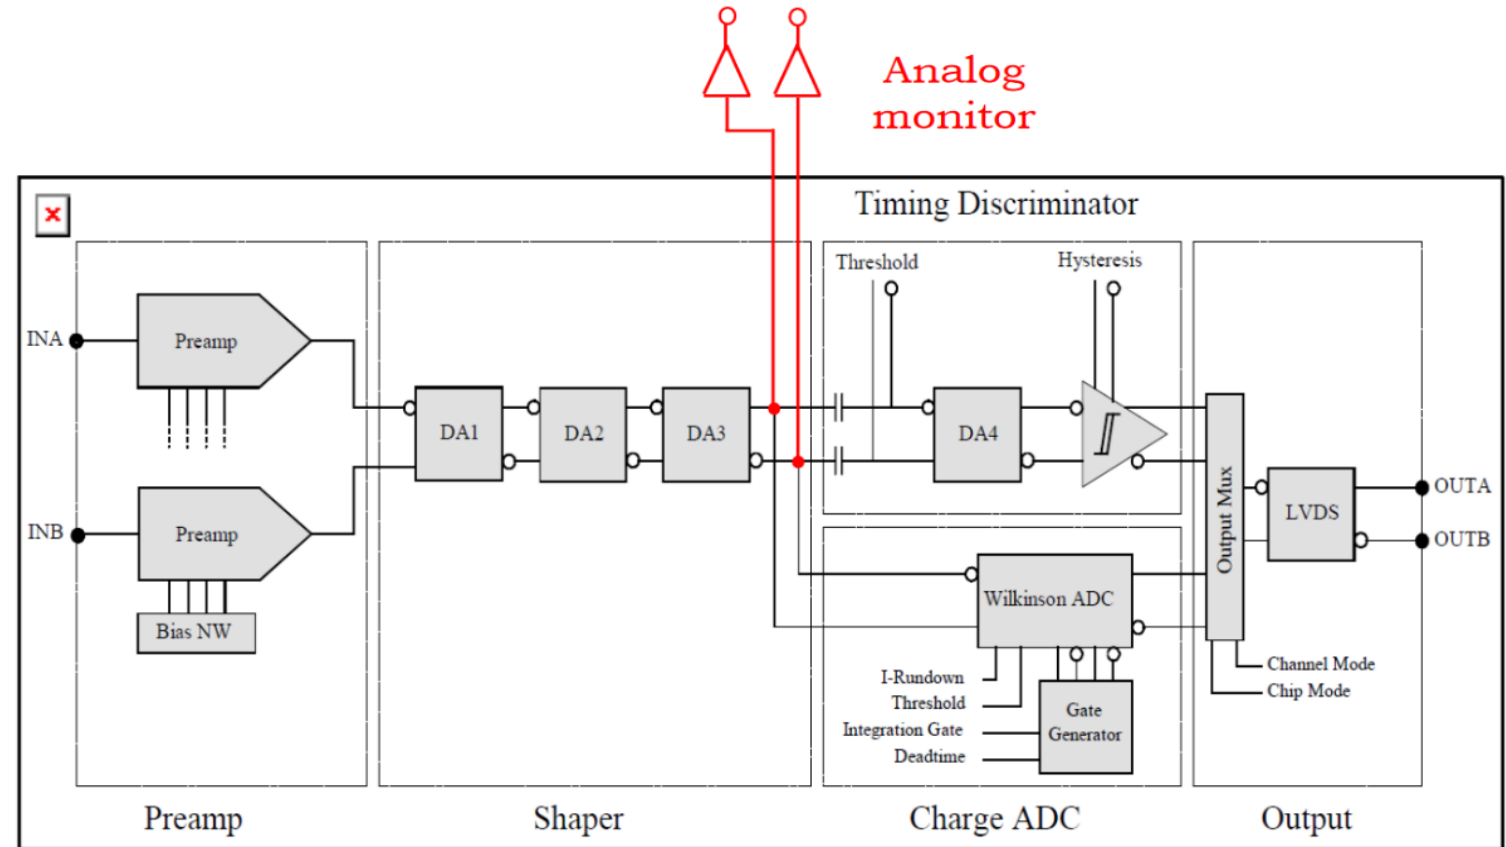 Analog
monitor
Timing Discriminator
Threshold
Hysteresis
INA
Preamp
DA1
DA2
DA3
DA4
Output Mux
LVDS
OUTA
OUTB
INB
Preamp
Bias NW
Wilkinson ADC
I-Rundown
Threshold
Integration Gate
Deadtime
Gate
Generator
Channel Mode
Chip Mode
Preamp
Shaper
Charge ADC
Output